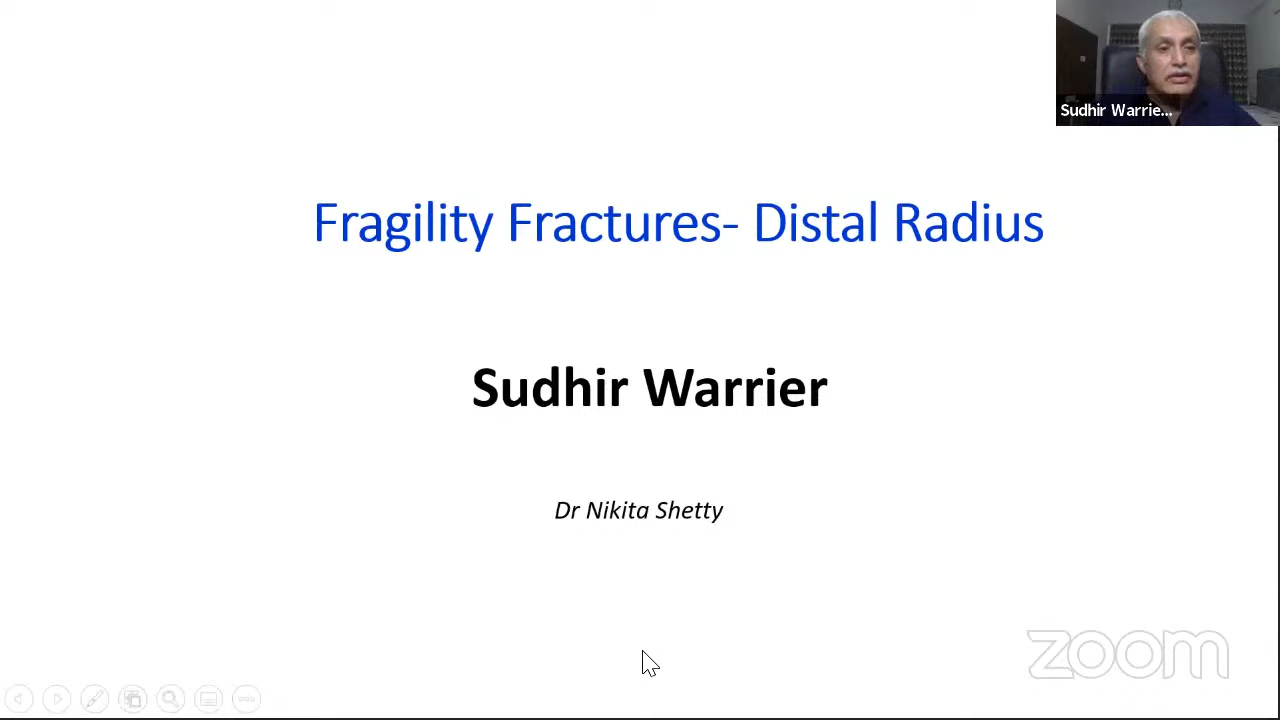 Sudhir Warrie...
Fragility Fractures- Distal Radius
Sudhir Warrier
Dr Nikita Shetty
zoom